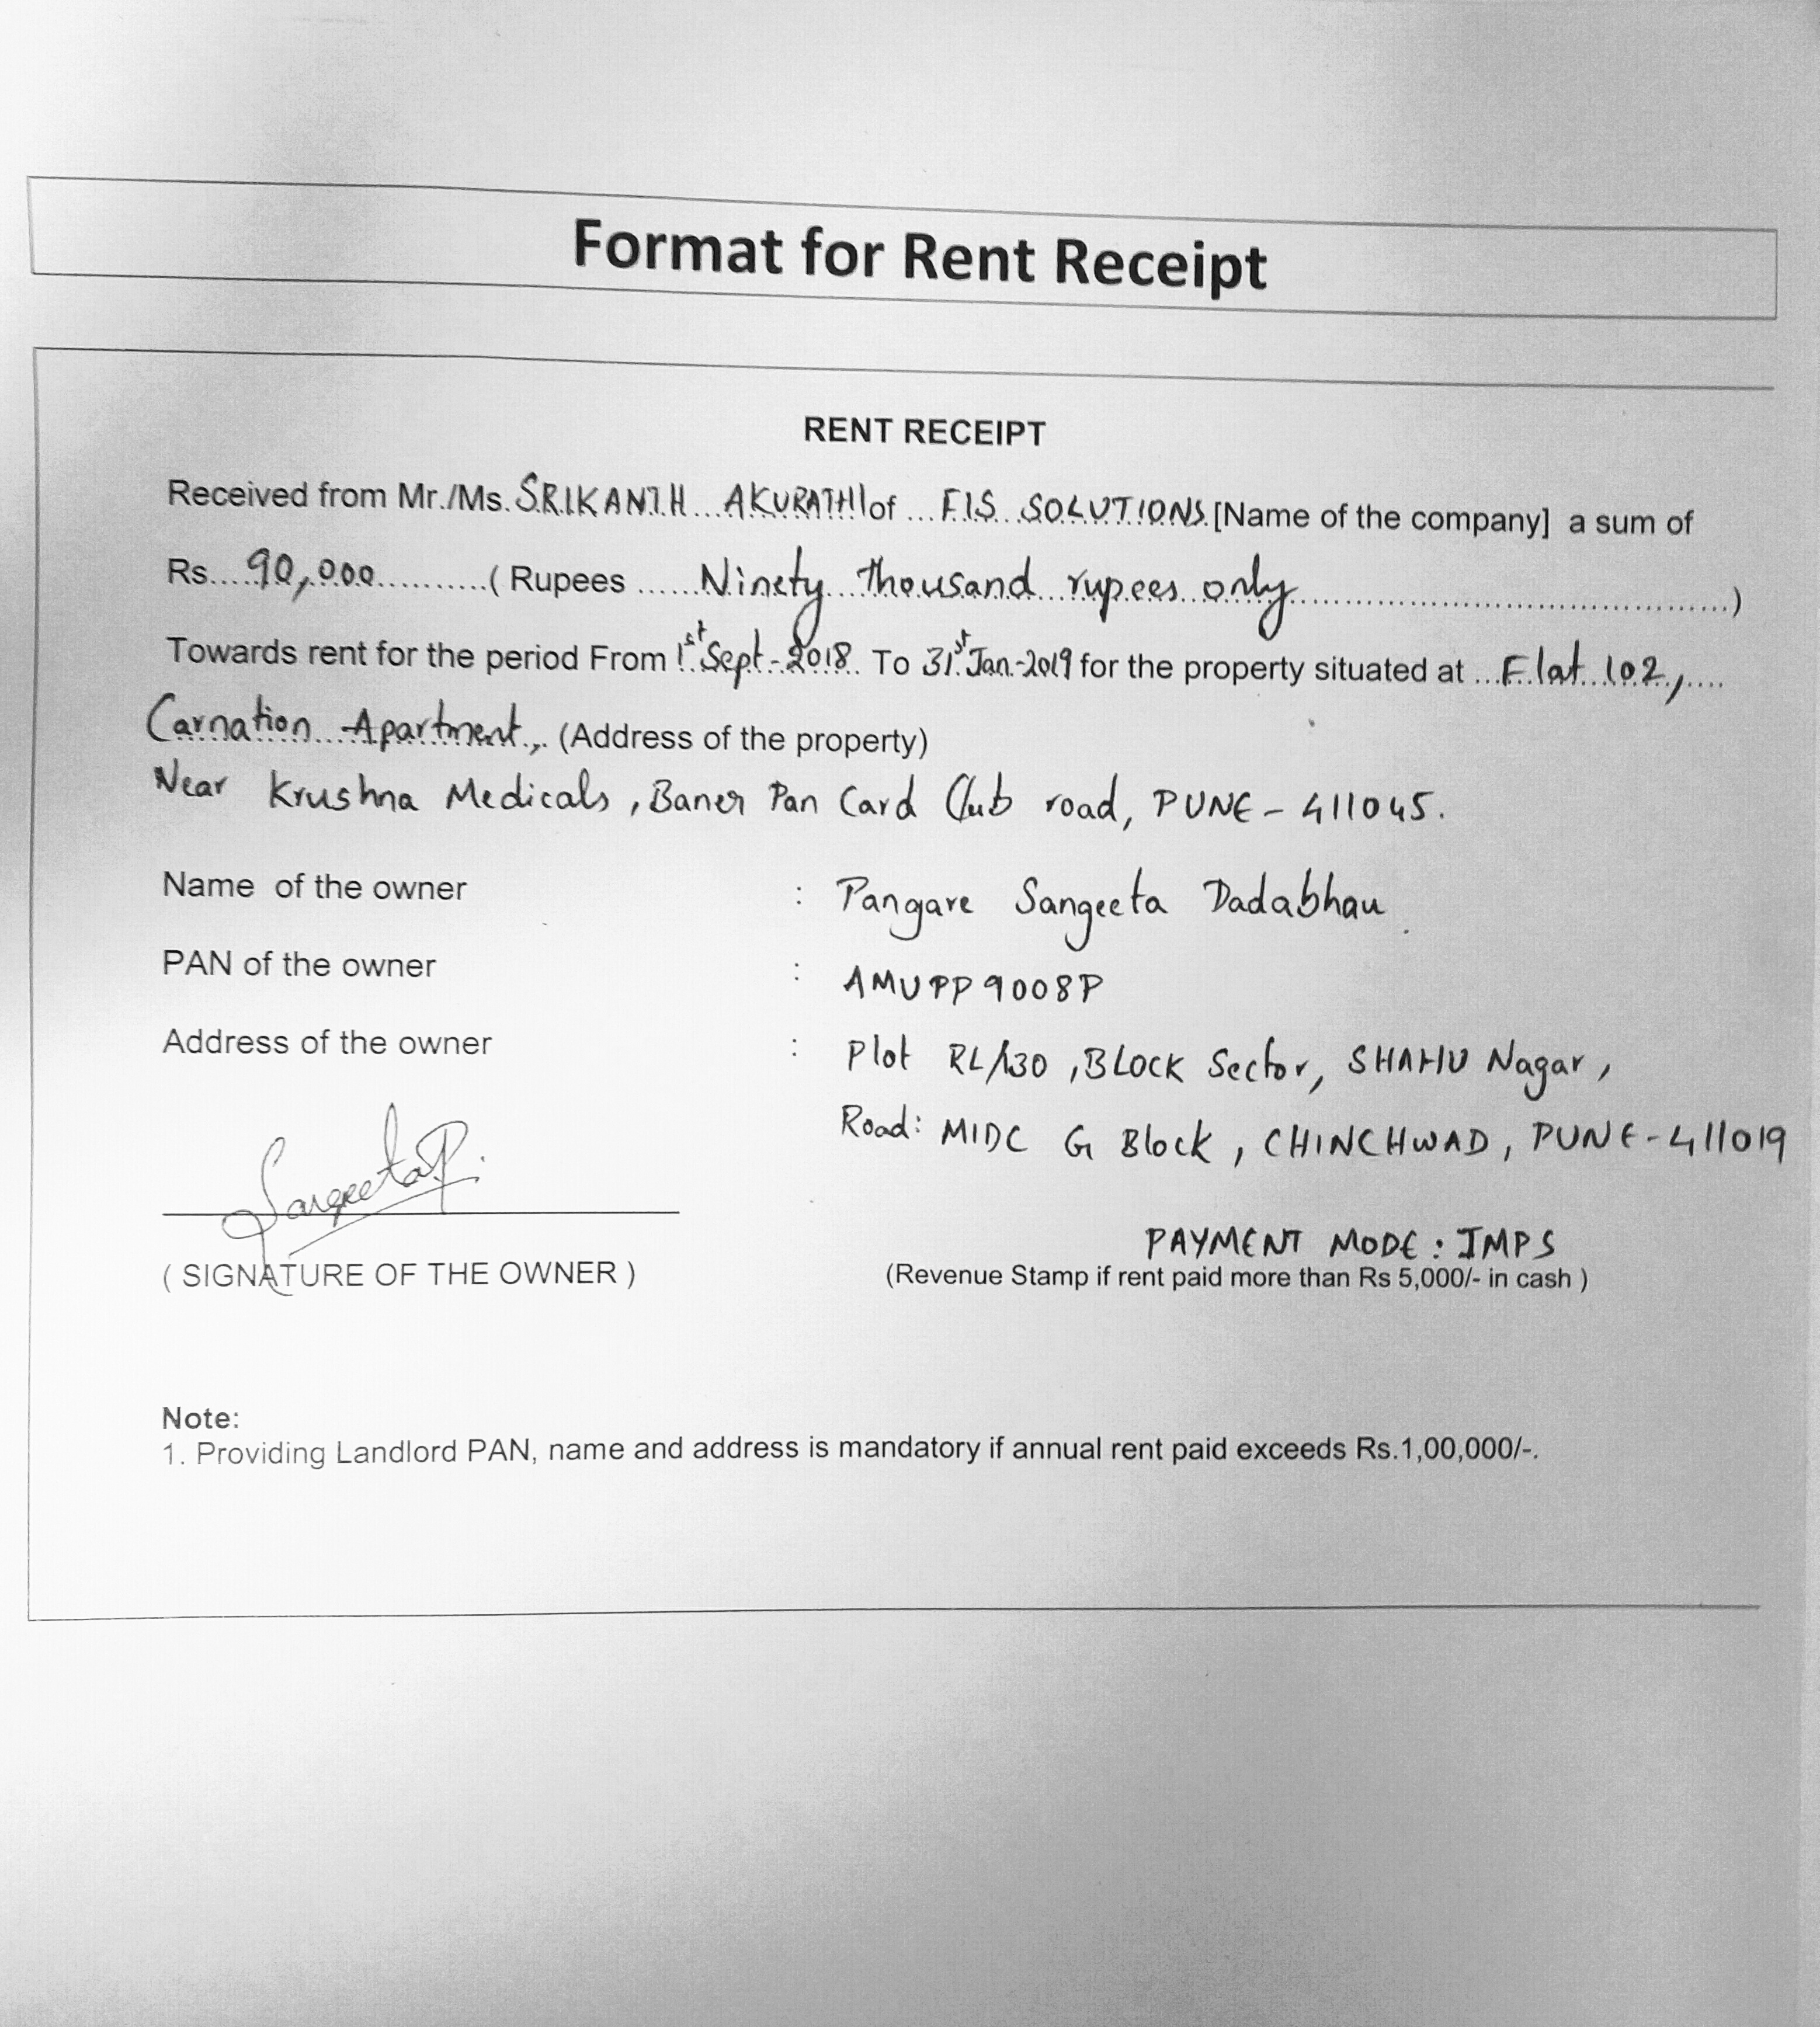 Format for Rent Receipt
RENT RECEIPT
Received from Mr./Ms. SRIKANTH AKURATHI of FIS SOLUTIONS [Name of the company] a sum of
Rs.....90,000..........( Rupees ......Ninety thousand rupees only......)
Towards rent for the period From 1st Sept-2018 To 31st Jan-2019 for the property situated at ...Flat 102,....
Carnation Apartment,. (Address of the property)
Near Krushna Medicals, Baner Pan Card Club road, PUNE - 411045.
Name of the owner : Pangare Sangeeta Dadabhau
PAN of the owner : AMUPP9008P
Address of the owner : Plot RL/130, BLOCK Sector, SHAHU Nagar,
Road: MIDC G Block, CHINCHWAD, PUNE-411019
SangeetaP.
PAYMENT MODE: IMPS
( SIGNATURE OF THE OWNER ) (Revenue Stamp if rent paid more than Rs 5,000/- in cash )
Note:
1. Providing Landlord PAN, name and address is mandatory if annual rent paid exceeds Rs.1,00,000/-.